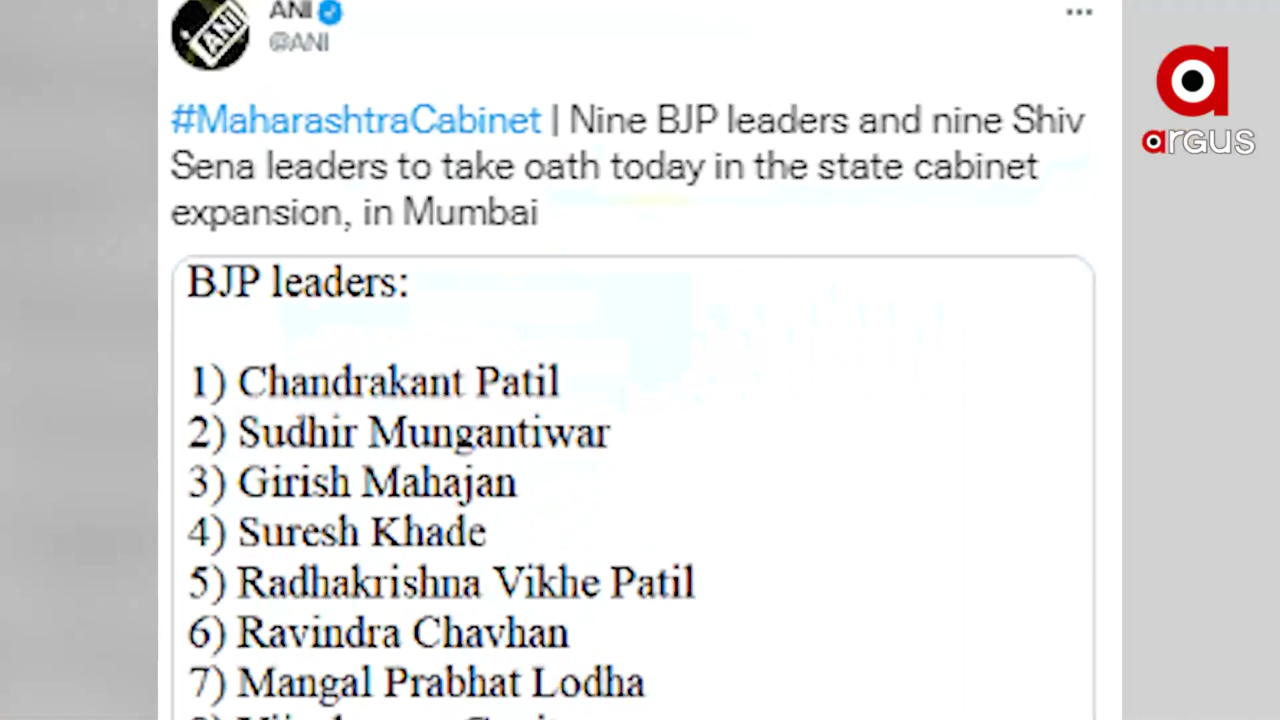 ANI
@ANI
#MaharashtraCabinet | Nine BJP leaders and nine Shiv
Sena leaders to take oath today in the state cabinet
expansion, in Mumbai
BJP leaders:
1) Chandrakant Patil
2) Sudhir Mungantiwar
3) Girish Mahajan
4) Suresh Khade
5) Radhakrishna Vikhe Patil
6) Ravindra Chavhan
7) Mangal Prabhat Lodha
argus